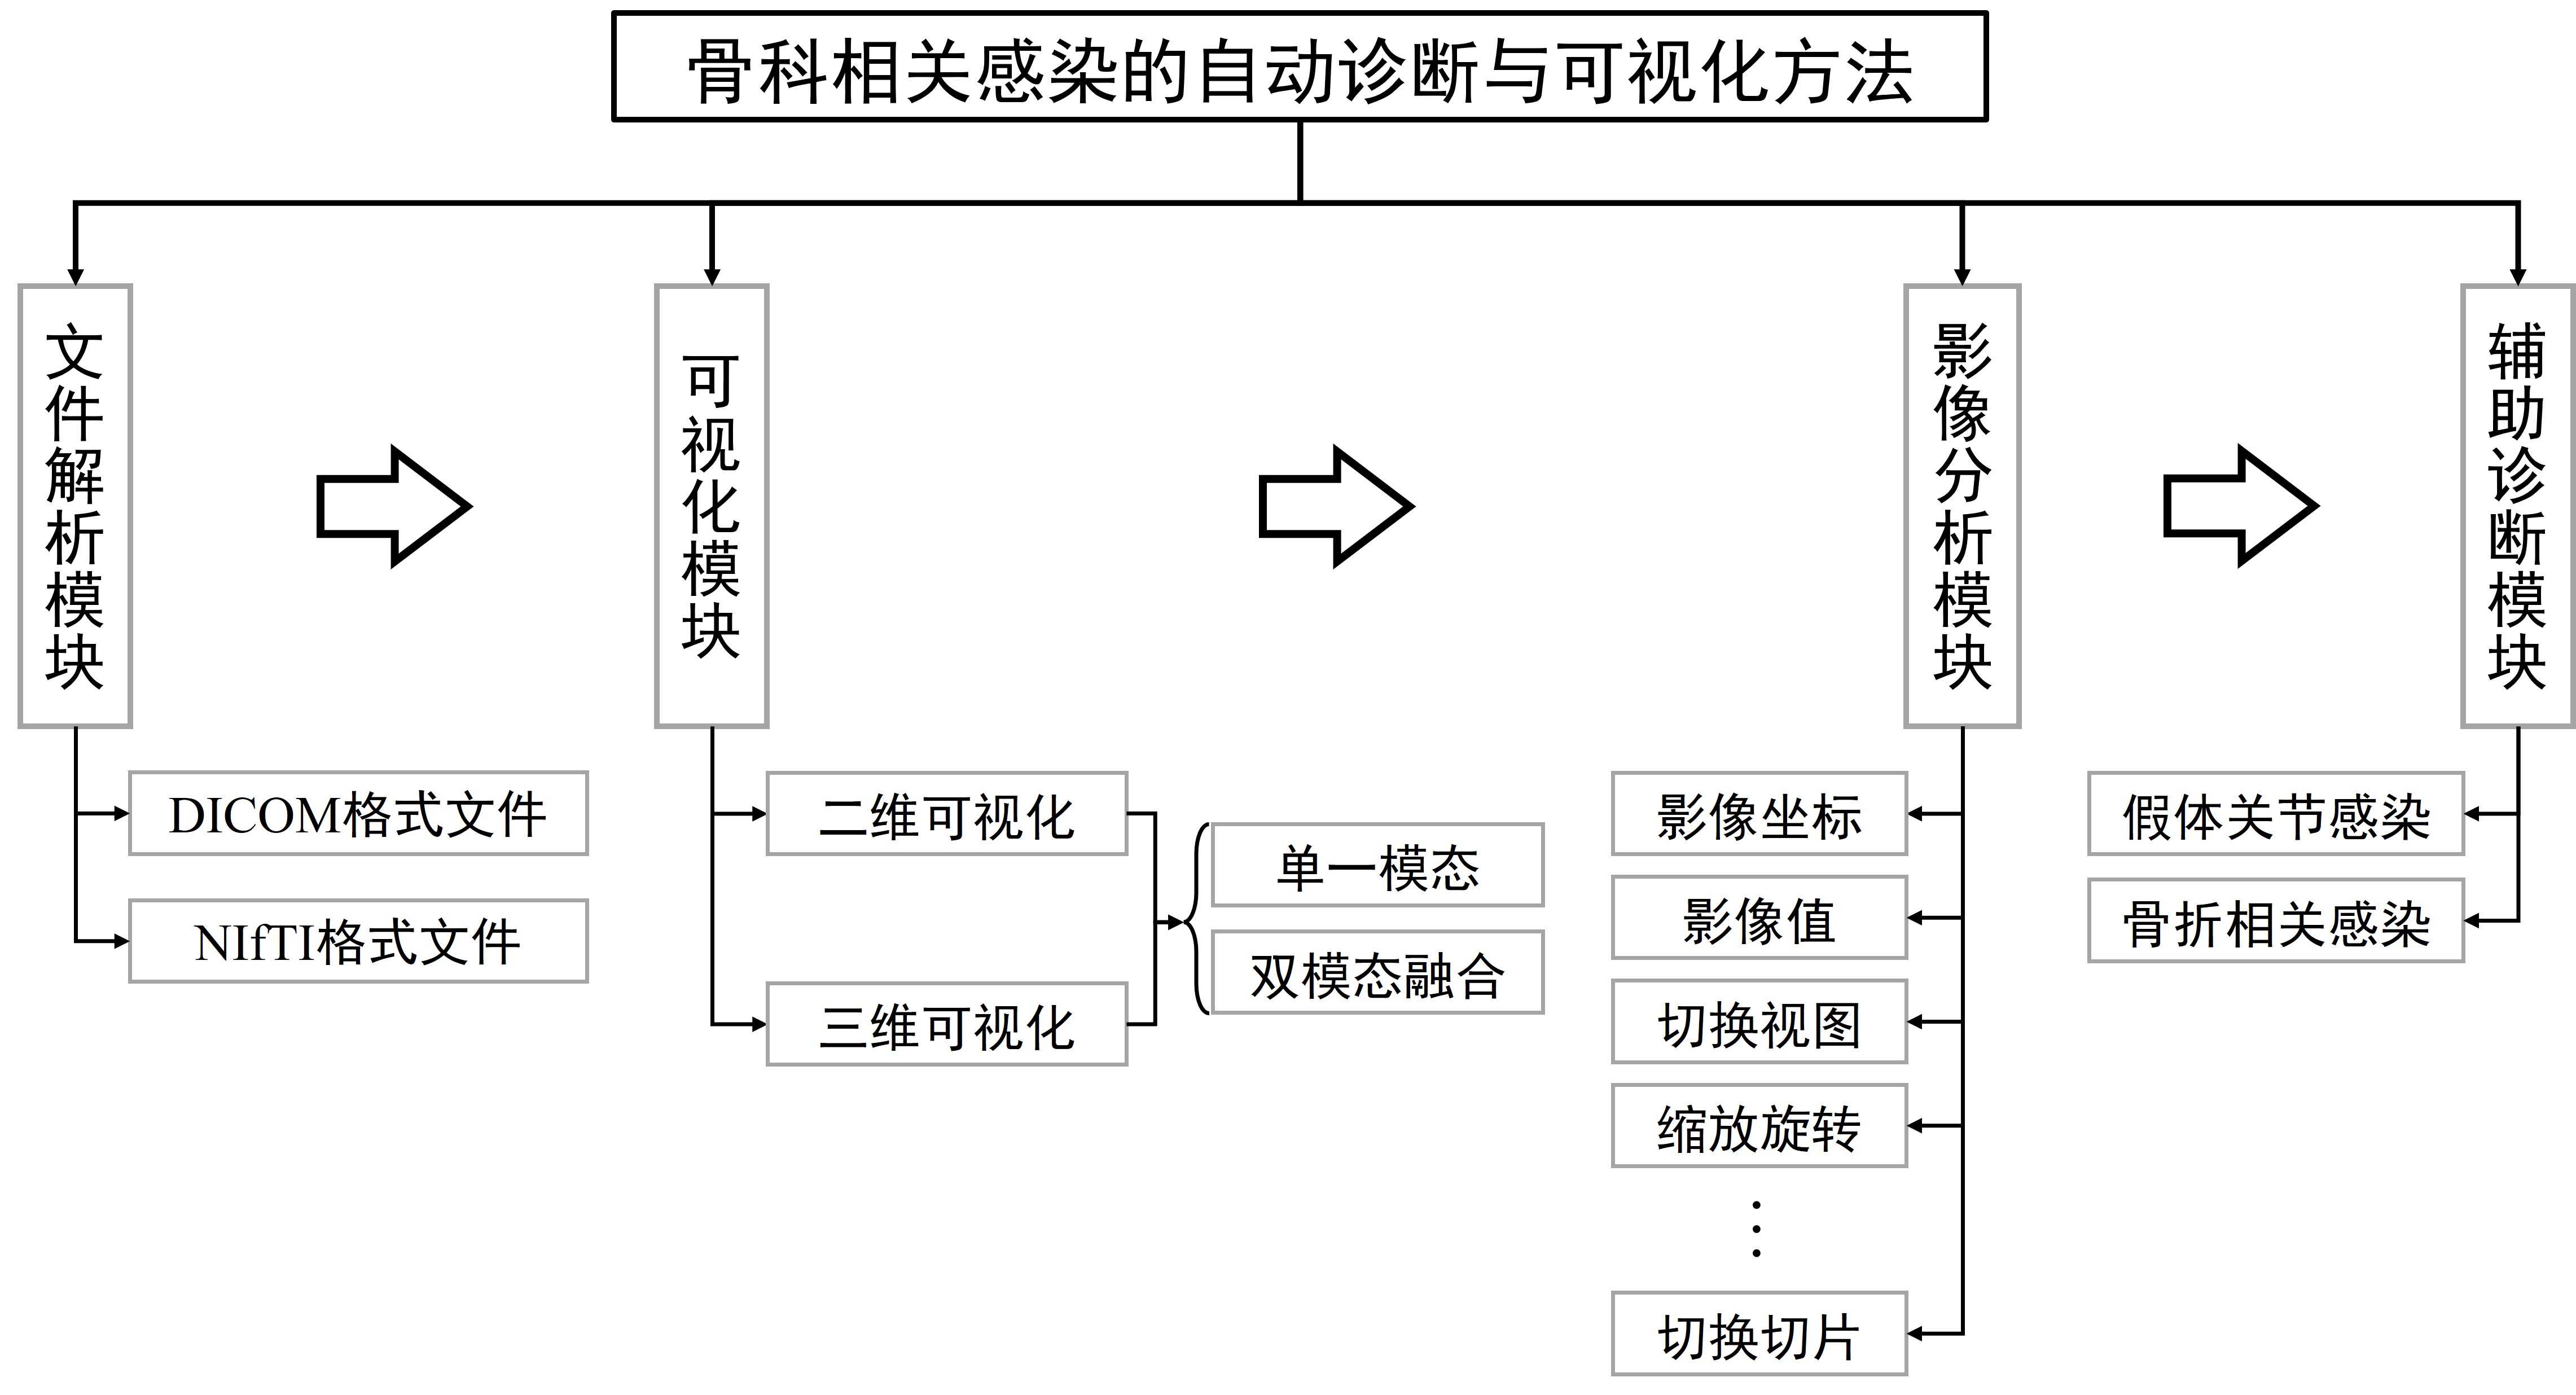 骨科相关感染的自动诊断与可视化方法
文件解析模块
可视化模块
影像分析模块
辅助诊断模块
DICOM格式文件
NIfTI格式文件
二维可视化
三维可视化
单一模态
双模态融合
影像坐标
影像值
切换视图
缩放旋转
⋮
切换切片
假体关节感染
骨折相关感染